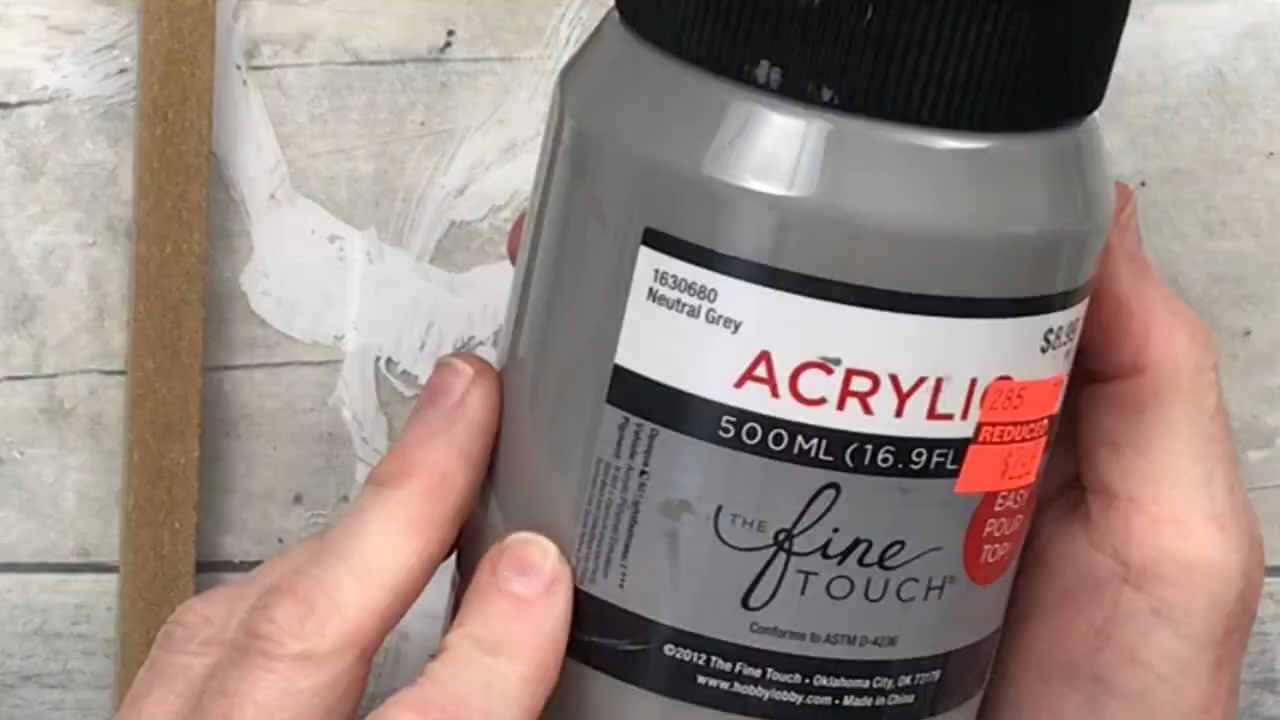 1630680
Neutral Grey
$8.99
ACRYLIC
285
REDUCED
500ML (16.9FL
EASY
POUR
TOP!
THE fine
TOUCH®
Conforms to ASTM D-4236
©2012 The Fine Touch • Oklahoma City, OK 73179
www.hobbylobby.com • Made in China